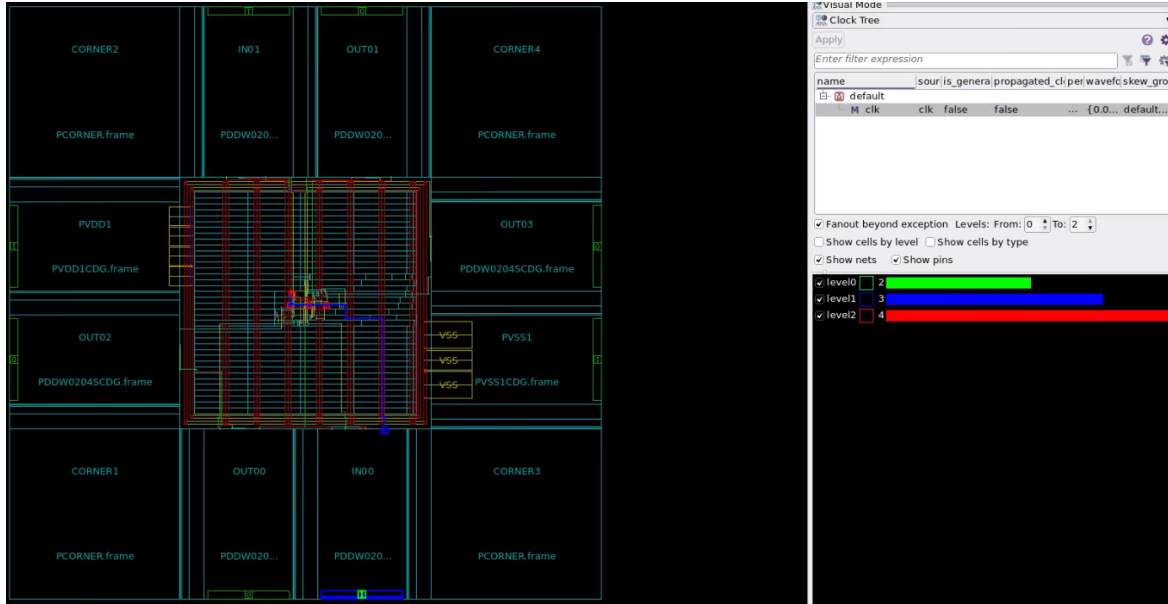 CORNER2
IN01
OUT01
CORNER4
PCORNER.frame
PDDW020...
PDDW020...
PCORNER.frame
PVDD1
OUT03
PVDD1CDG.frame
PDDW0204SCDG.frame
OUT02
VSS
PVSS1
VSS
PDDW0204SCDG.frame
VSS
PVSS1CDG.frame
CORNER1
OUT00
IN00
CORNER3
PCORNER.frame
PDDW020...
PDDW020...
PCORNER.frame
Visual Mode
Clock Tree
Apply
Enter filter expression
name sour is_genera propagated_cl per wavefc skew_gro
default
M clk clk false false ... {0.0... default...
Fanout beyond exception Levels: From: 0 To: 2
Show cells by level Show cells by type
Show nets Show pins
level0 2
level1 3
level2 4